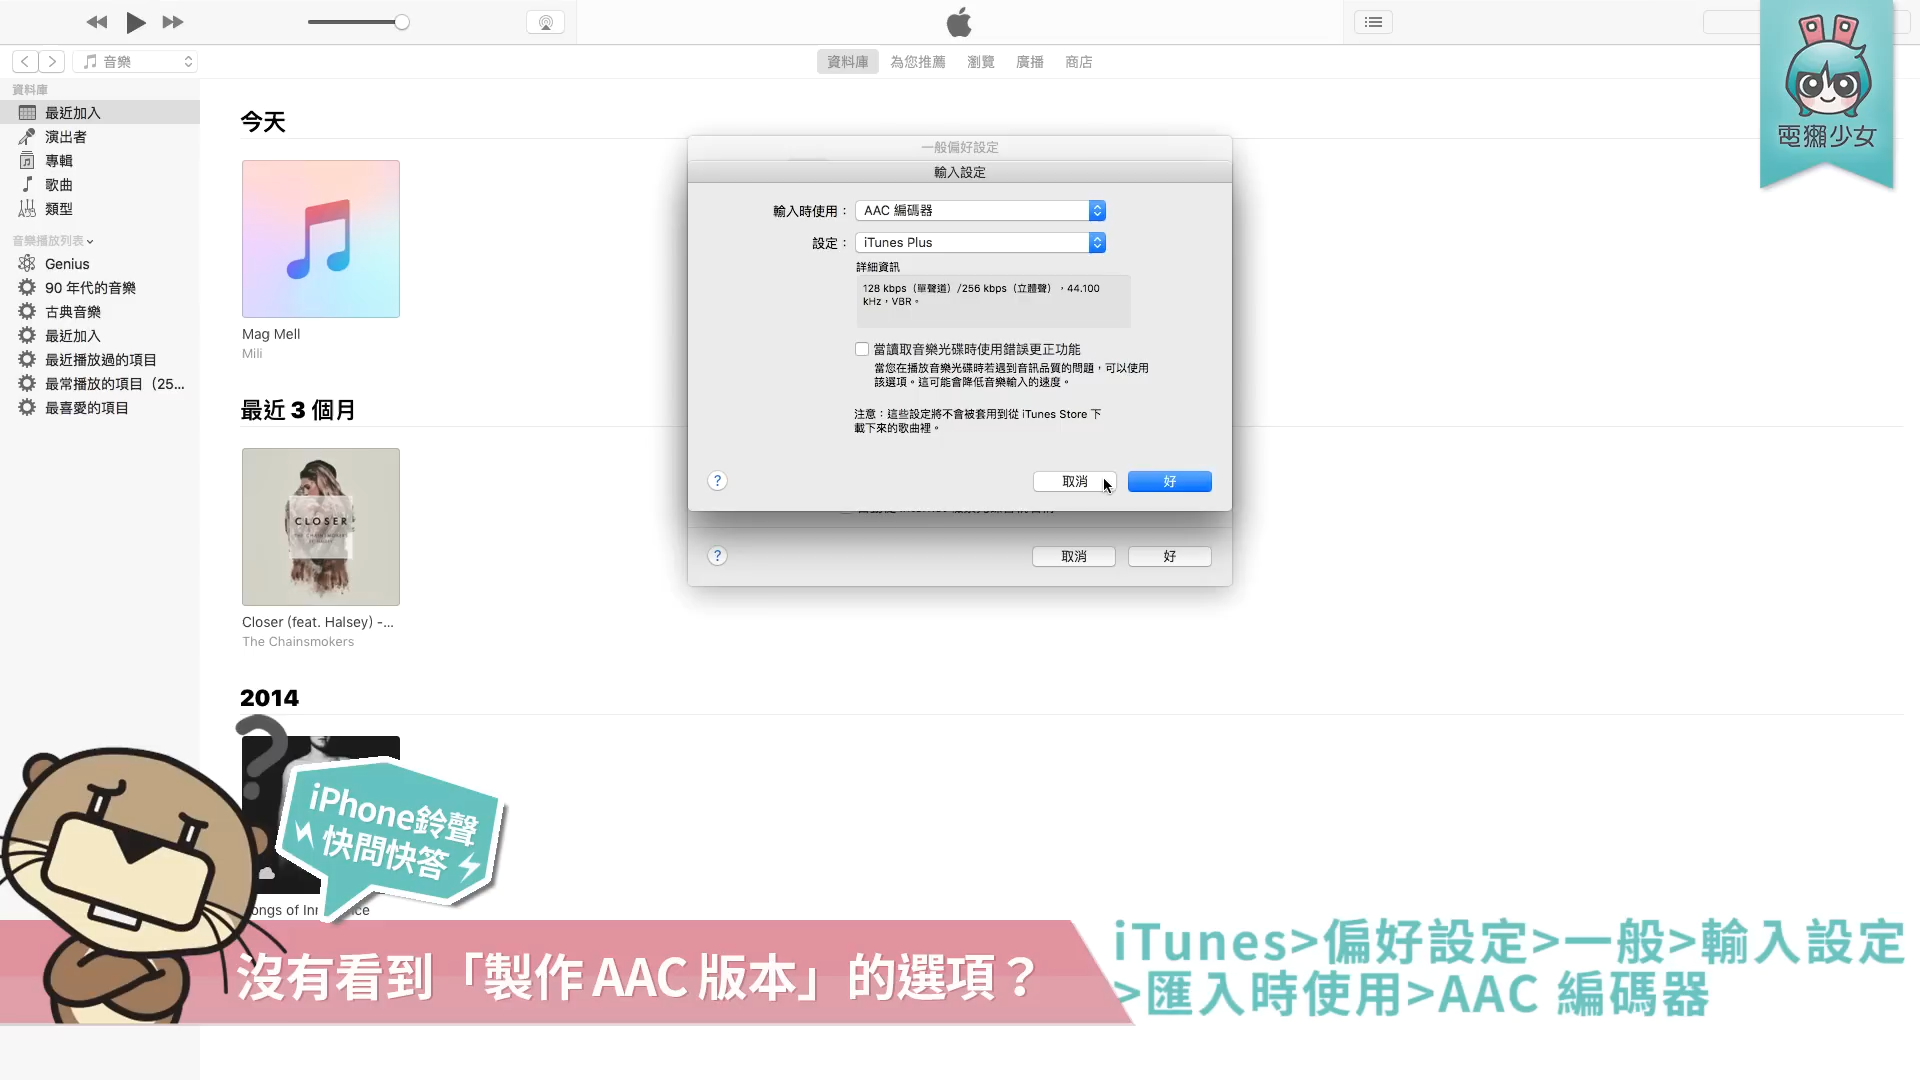 音樂
資料庫
為您推薦
瀏覽
廣播
商店
電獺少女
資料庫
最近加入
演出者
專輯
歌曲
類型
音樂播放列表
Genius
90 年代的音樂
古典音樂
最近加入
最近播放過的項目
最常播放的項目（25...
最喜愛的項目
今天
Mag Mell
Mili
最近 3 個月
CLOSER
THE CHAINSMOKERS
Closer (feat. Halsey) -...
The Chainsmokers
2014
一般偏好設定
輸入設定
輸入時使用：
AAC 編碼器
設定：
iTunes Plus
詳細資訊
128 kbps（單聲道）/256 kbps（立體聲），44.100
kHz，VBR。
當讀取音樂光碟時使用錯誤更正功能
當您在播放音樂光碟時若遇到音訊品質的問題，可以使用
該選項。這可能會降低音樂輸入的速度。
注意：這些設定將不會被套用到從 iTunes Store 下
載下來的歌曲裡。
?
取消
好
?
取消
好
?
iPhone鈴聲
快問快答
沒有看到「製作 AAC 版本」的選項？
iTunes>偏好設定>一般>輸入設定
>匯入時使用>AAC 編碼器